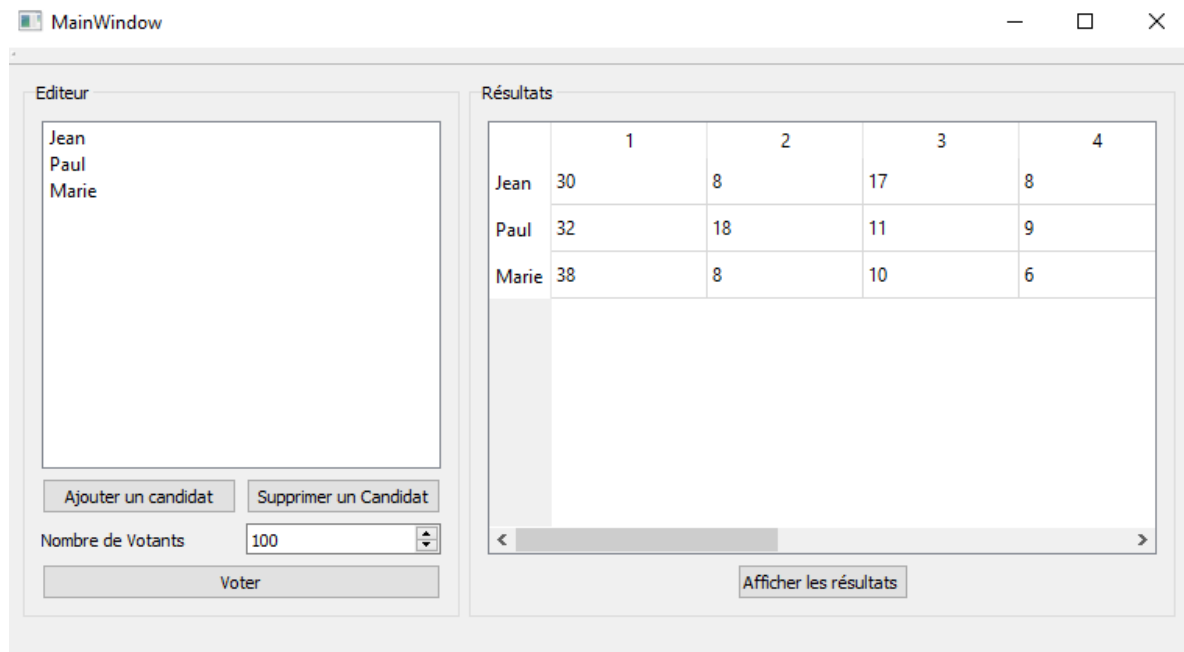 MainWindow
Editeur
Jean
Paul
Marie
Ajouter un candidat Supprimer un Candidat
Nombre de Votants 100
Voter
Résultats
1 2 3 4
Jean 30 8 17 8
Paul 32 18 11 9
Marie 38 8 10 6
Afficher les résultats